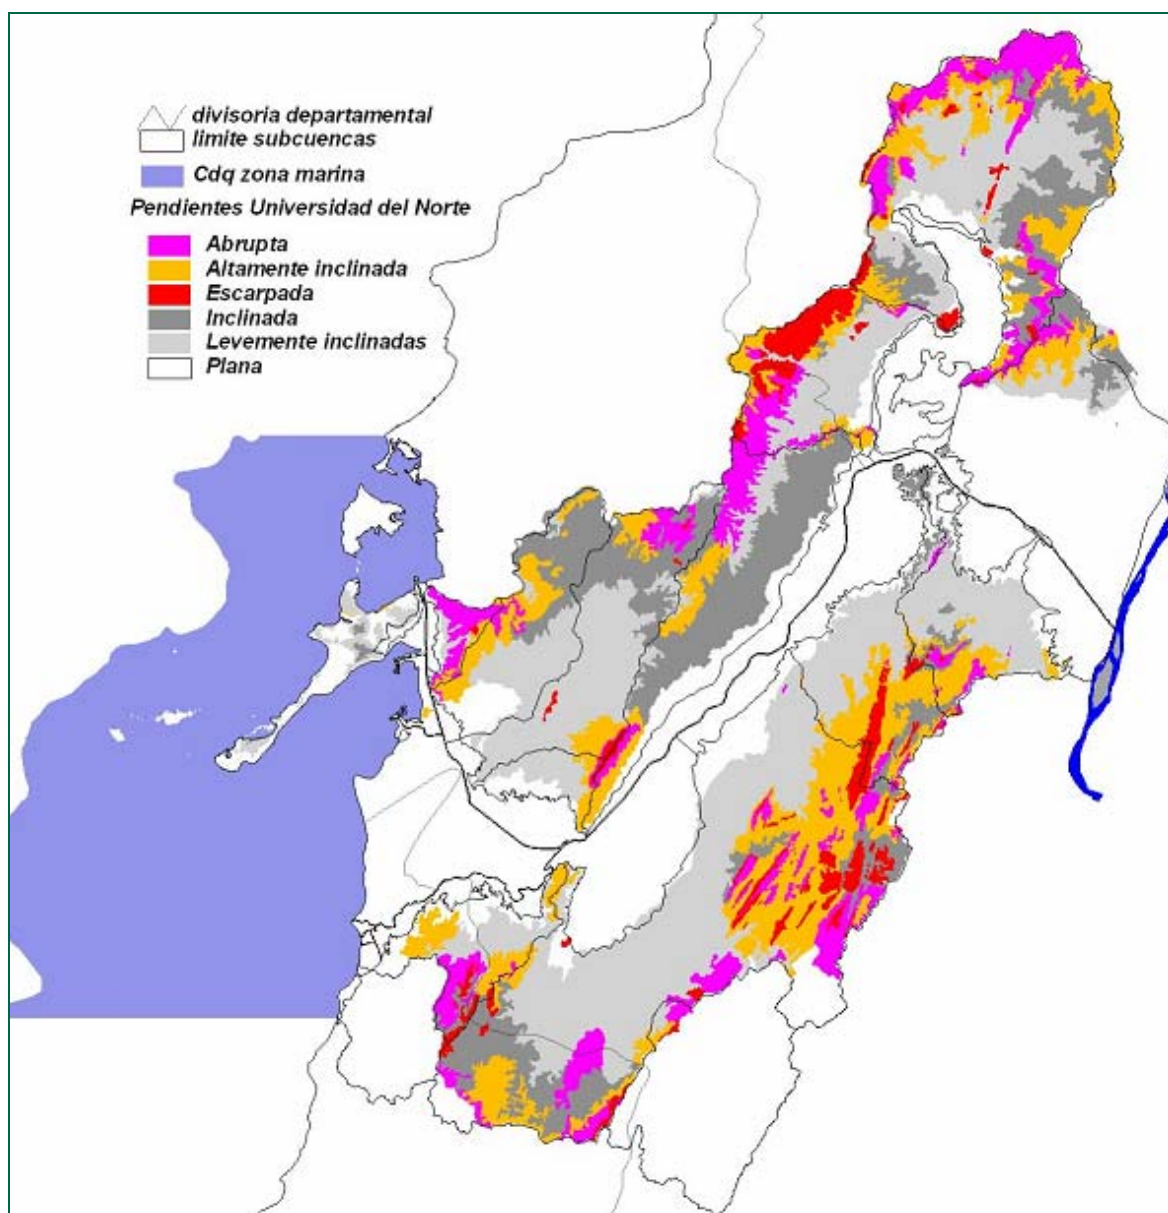 divisoria departamental
limite subcuencas
Cdq zona marina
Pendientes Universidad del Norte
Abrupta
Altamente inclinada
Escarpada
Inclinada
Levemente inclinadas
Plana